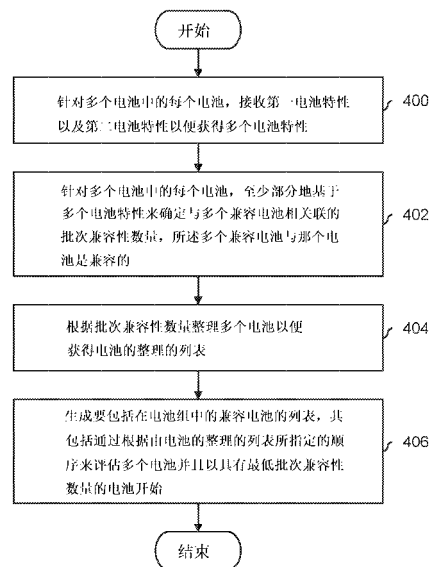 开始
针对多个电池中的每个电池，接收第一电池特性
以及第二电池特性以便获得多个电池特性
400
针对多个电池中的每个电池，至少部分地基于
多个电池特性来确定与多个兼容电池相关联的
批次兼容性数量，所述多个兼容电池与那个电
池是兼容的
402
根据批次兼容性数量整理多个电池以便
获得电池的整理的列表
404
生成要包括在电池组中的兼容电池的列表，其
包括通过根据由电池的整理的列表所指定的顺
序来评估多个电池并且以具有最低批次兼容性
数量的电池开始
406
结束